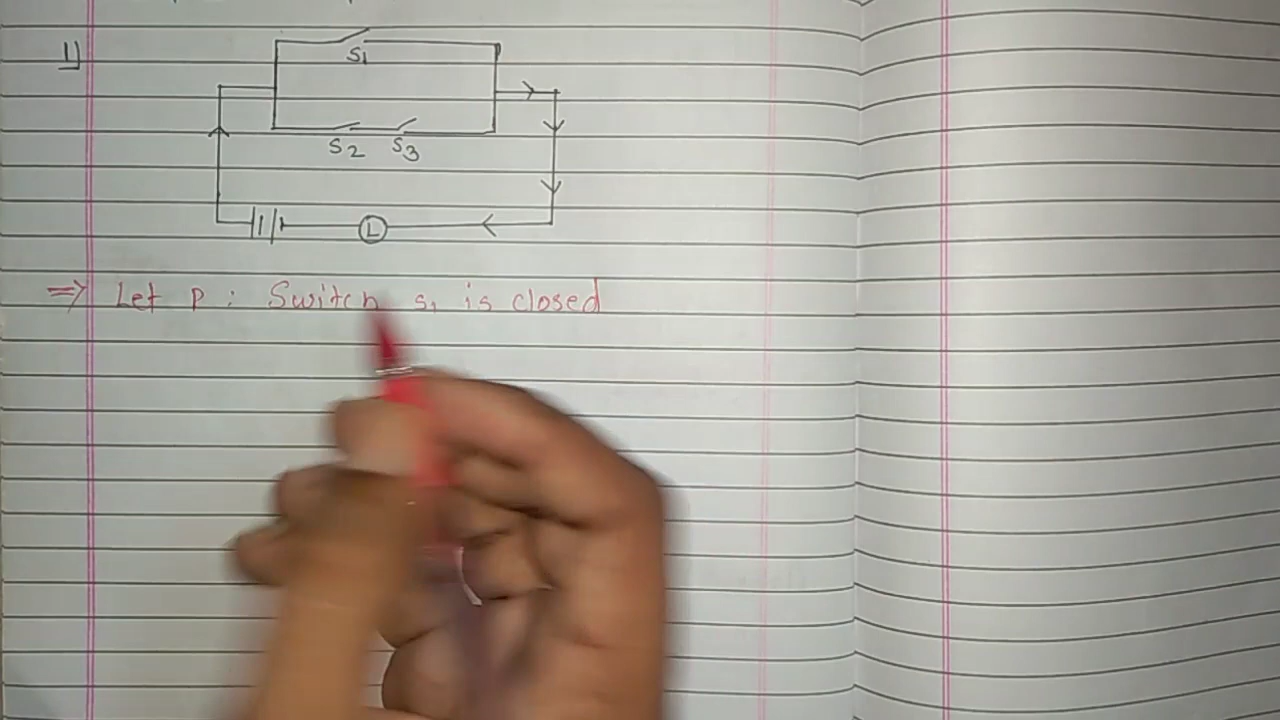 1)
S1
S2 S3
L
⇒ Let p : Switch s1 is closed